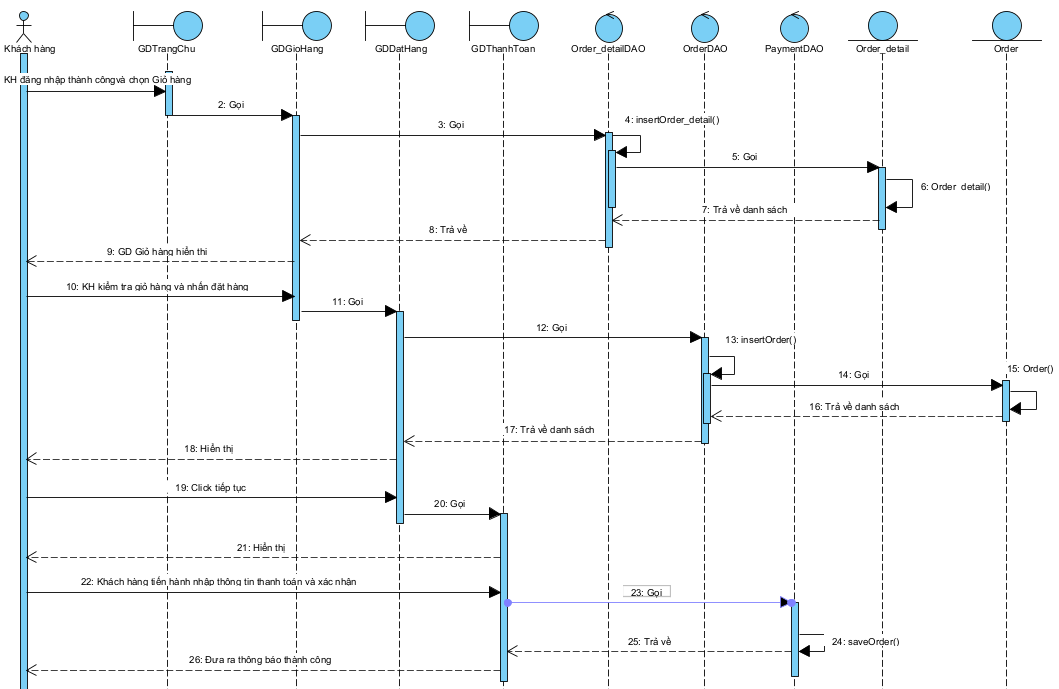 Khách hàng
GDTrangChu
GDGioHang
GDDatHang
GDThanhToan
Order_detailDAO
OrderDAO
PaymentDAO
Order_detail
Order
KH đăng nhập thành côngvà chọn Giỏ hàng
2: Gọi
3: Gọi
4: insertOrder_detail()
5: Gọi
6: Order_detail()
7: Trả về danh sách
8: Trả về
9: GD Giỏ hàng hiển thi
10: KH kiểm tra giỏ hàng và nhấn đặt hàng
11: Gọi
12: Gọi
13: insertOrder()
14: Gọi
15: Order()
16: Trả về danh sách
17: Trả về danh sách
18: Hiển thị
19: Click tiếp tục
20: Gọi
21: Hiển thị
22: Khách hàng tiến hành nhập thông tin thanh toán và xác nhận
23: Gọi
24: saveOrder()
25: Trả về
26: Đưa ra thông báo thành công